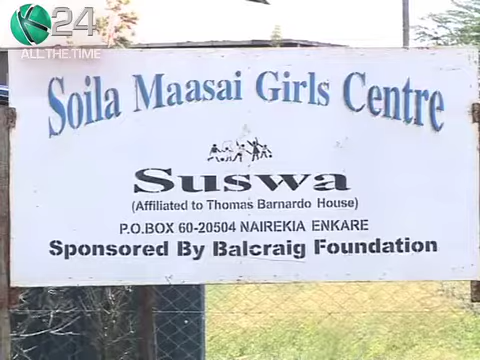 K24
ALL THE TIME
Soila Maasai Girls Centre
Suswa
(Affiliated to Thomas Barnardo House)
P.O.BOX 60-20504 NAIREKIA ENKARE
Sponsored By Balcraig Foundation